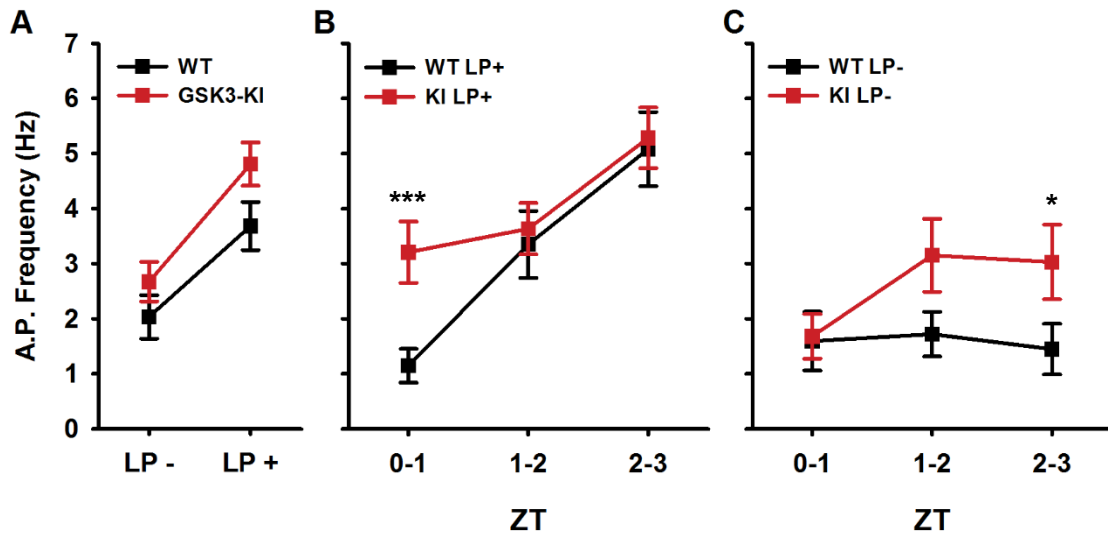 A
B
C
A.P. Frequency (Hz)
7
6
5
4
3
2
1
0
WT
GSK3-KI
LP -
LP +
WT LP+
KI LP+
***
0-1
1-2
2-3
ZT
WT LP-
KI LP-
*
0-1
1-2
2-3
ZT